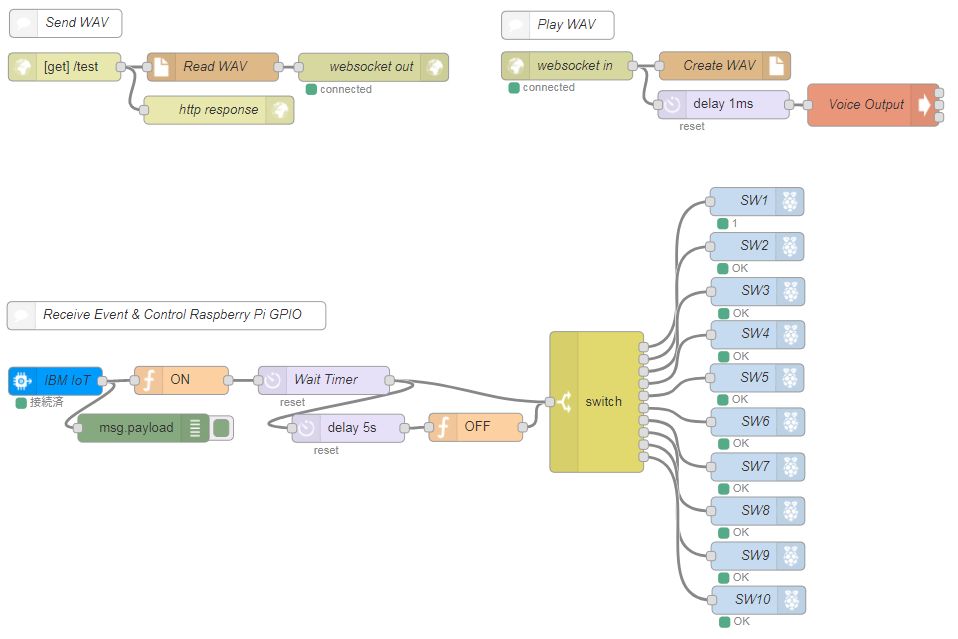 Send WAV
[get] /test
Read WAV
websocket out
connected
http response
Play WAV
websocket in
connected
Create WAV
delay 1ms
reset
Voice Output
Receive Event & Control Raspberry Pi GPIO
IBM IoT
接続済
ON
Wait Timer
reset
msg.payload
delay 5s
reset
OFF
switch
SW1
1
SW2
OK
SW3
OK
SW4
OK
SW5
OK
SW6
OK
SW7
OK
SW8
OK
SW9
OK
SW10
OK